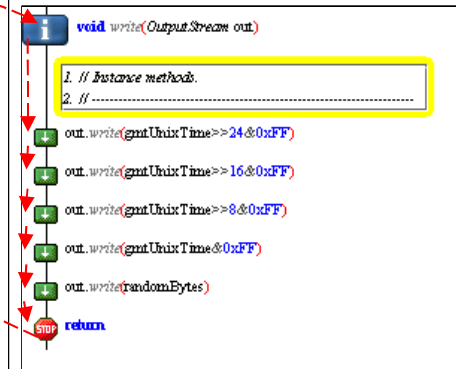 i void write(OutputStream out)
1. // Instance methods.
2. // -----------------------------------------------------------------------
out.write(gmtUnixTime>>24&0xFF)
out.write(gmtUnixTime>>16&0xFF)
out.write(gmtUnixTime>>8&0xFF)
out.write(gmtUnixTime&0xFF)
out.write(randomBytes)
STOP return